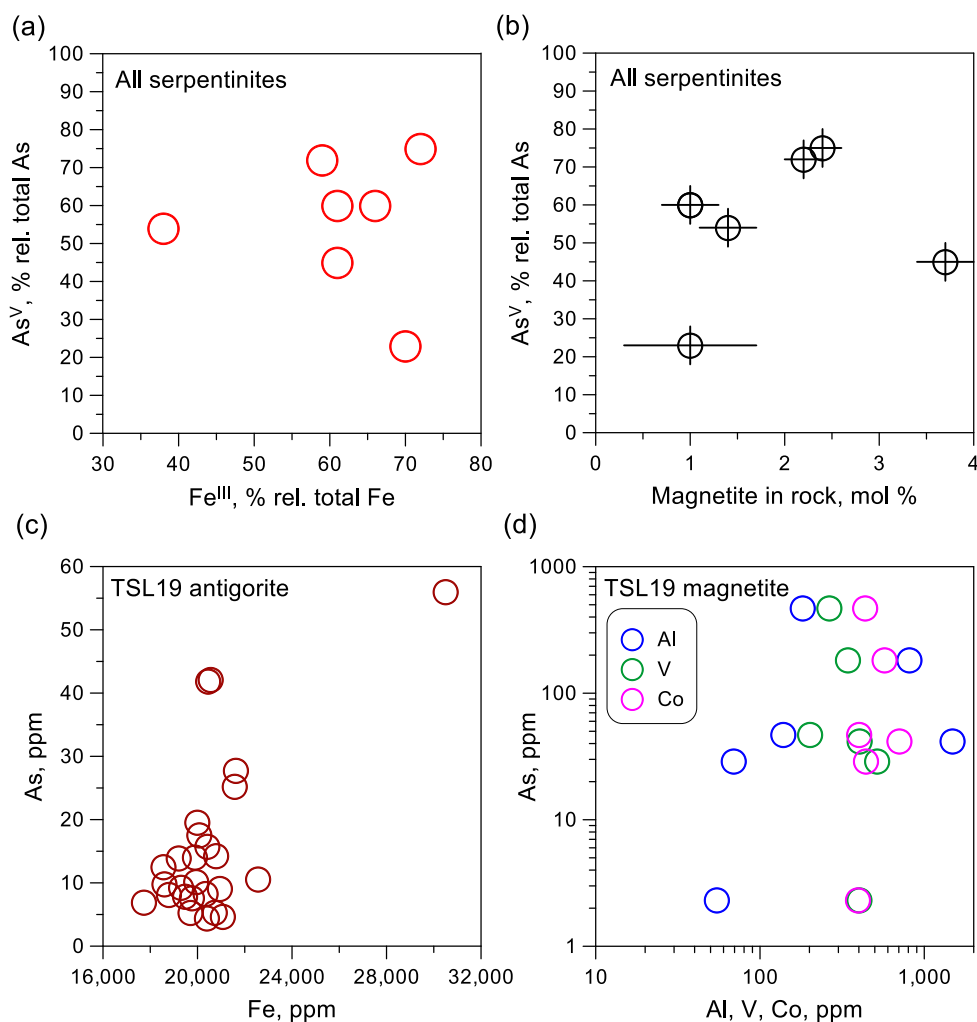 (a)
All serpentinites
100
90
80
70
60
50
40
30
20
10
0
As^V, % rel. total As
30 40 50 60 70 80
Fe^III, % rel. total Fe
(b)
All serpentinites
100
90
80
70
60
50
40
30
20
10
0
As^V, % rel. total As
0 1 2 3 4
Magnetite in rock, mol %
(c)
TSL19 antigorite
60
50
40
30
20
10
0
As, ppm
16,000 20,000 24,000 28,000 32,000
Fe, ppm
(d)
TSL19 magnetite
Al
V
Co
1000
100
10
1
As, ppm
10 100 1,000
Al, V, Co, ppm